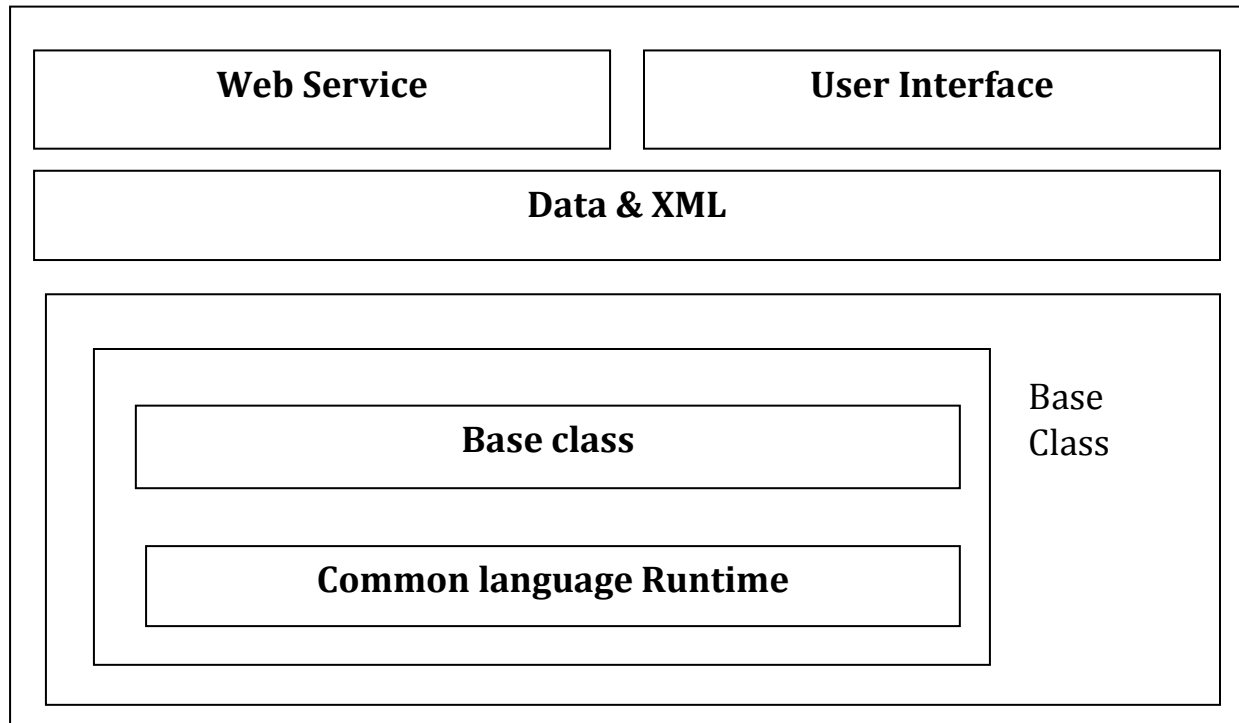 Web Service
User Interface
Data & XML
Base
Class
Base class
Common language Runtime